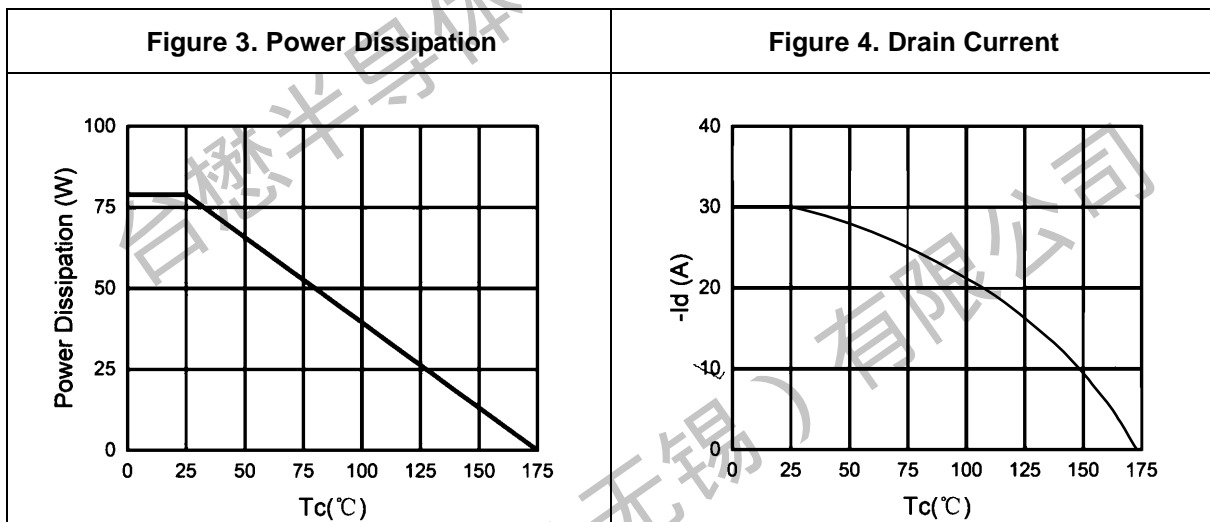 Figure 3. Power Dissipation
Figure 4. Drain Current
Power Dissipation (W)
100
75
50
25
0
0 25 50 75 100 125 150 175
Tc(℃)
-Id (A)
40
30
20
10
0
0 25 50 75 100 125 150 175
Tc(℃)
台懋半导体
无锡）有限公司